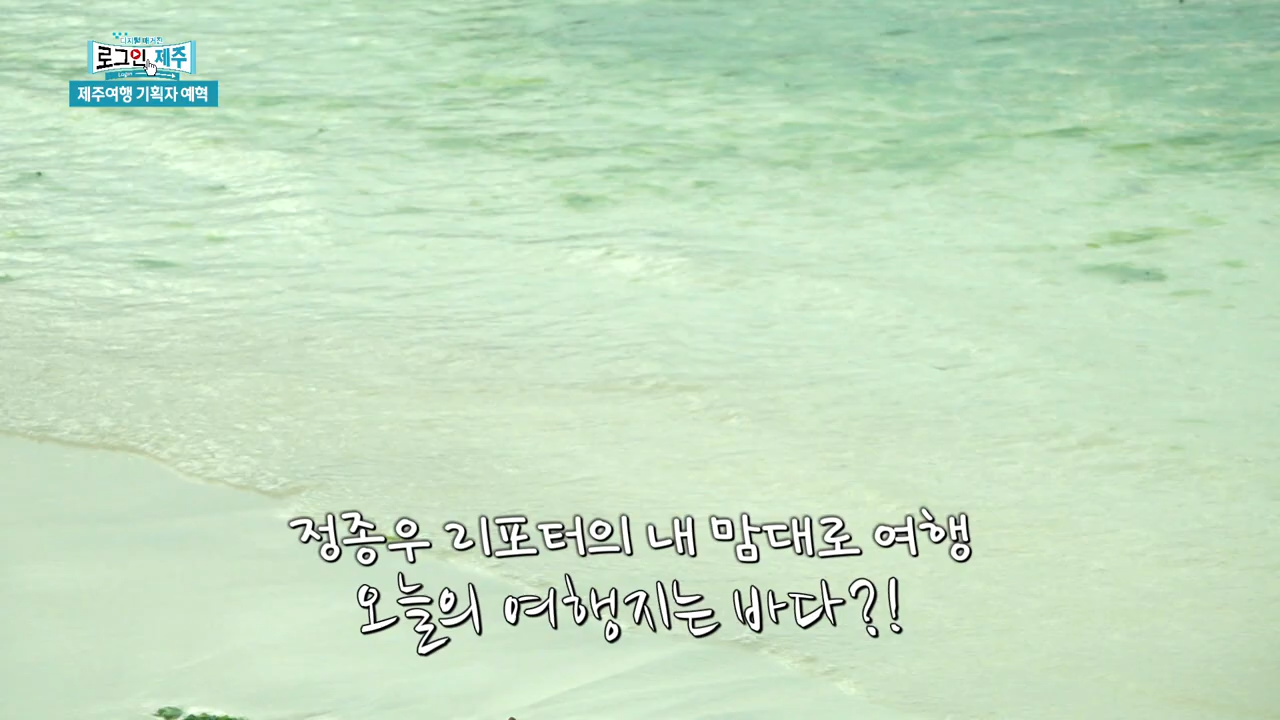 디지털 매거진
로그인 제주
Login
제주여행 기획자 예혁
정종우 리포터의 내 맘대로 여행
오늘의 여행지는 바다?!